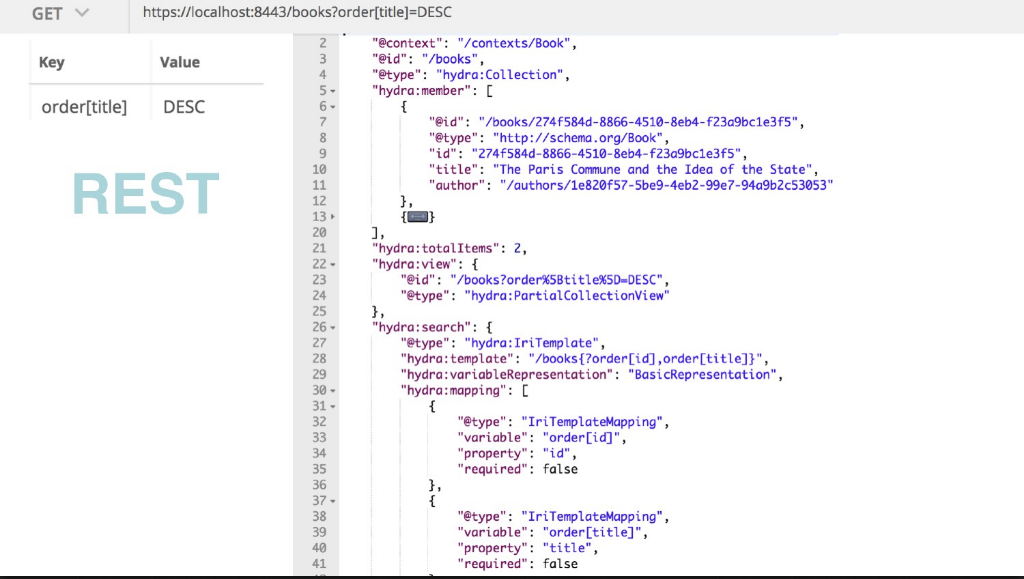 GET https://localhost:8443/books?order[title]=DESC
Key Value
order[title] DESC
REST
2 "@context": "/contexts/Book",
3 "@id": "/books",
4 "@type": "hydra:Collection",
5 "hydra:member": [
6 {
7 "@id": "/books/274f584d-8866-4510-8eb4-f23a9bc1e3f5",
8 "@type": "http://schema.org/Book",
9 "id": "274f584d-8866-4510-8eb4-f23a9bc1e3f5",
10 "title": "The Paris Commune and the Idea of the State",
11 "author": "/authors/1e820f57-5be9-4eb2-99e7-94a9b2c53053"
12 },
13 {↔}
20 ],
21 "hydra:totalItems": 2,
22 "hydra:view": {
23 "@id": "/books?order%5Btitle%5D=DESC",
24 "@type": "hydra:PartialCollectionView"
25 },
26 "hydra:search": {
27 "@type": "hydra:IriTemplate",
28 "hydra:template": "/books{?order[id],order[title]}",
29 "hydra:variableRepresentation": "BasicRepresentation",
30 "hydra:mapping": [
31 {
32 "@type": "IriTemplateMapping",
33 "variable": "order[id]",
34 "property": "id",
35 "required": false
36 },
37 {
38 "@type": "IriTemplateMapping",
39 "variable": "order[title]",
40 "property": "title",
41 "required": false